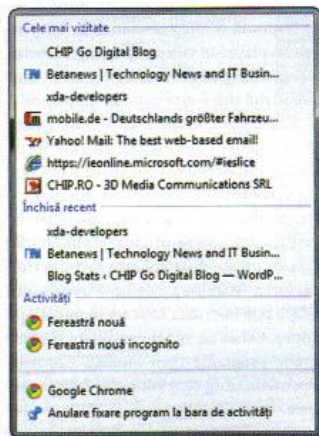 Cele mai vizitate
CHIP Go Digital Blog
Betanews | Technology News and IT Busin...
xda-developers
mobile.de - Deutschlands größter Fahrzeu...
Yahoo! Mail: The best web-based email!
https://ieonline.microsoft.com/#ieslice
CHIP.RO - 3D Media Communications SRL
Închisă recent
xda-developers
Betanews | Technology News and IT Busin...
Blog Stats ‹ CHIP Go Digital Blog — WordP...
Activități
Fereastră nouă
Fereastră nouă incognito
Google Chrome
Anulare fixare program la bara de activități